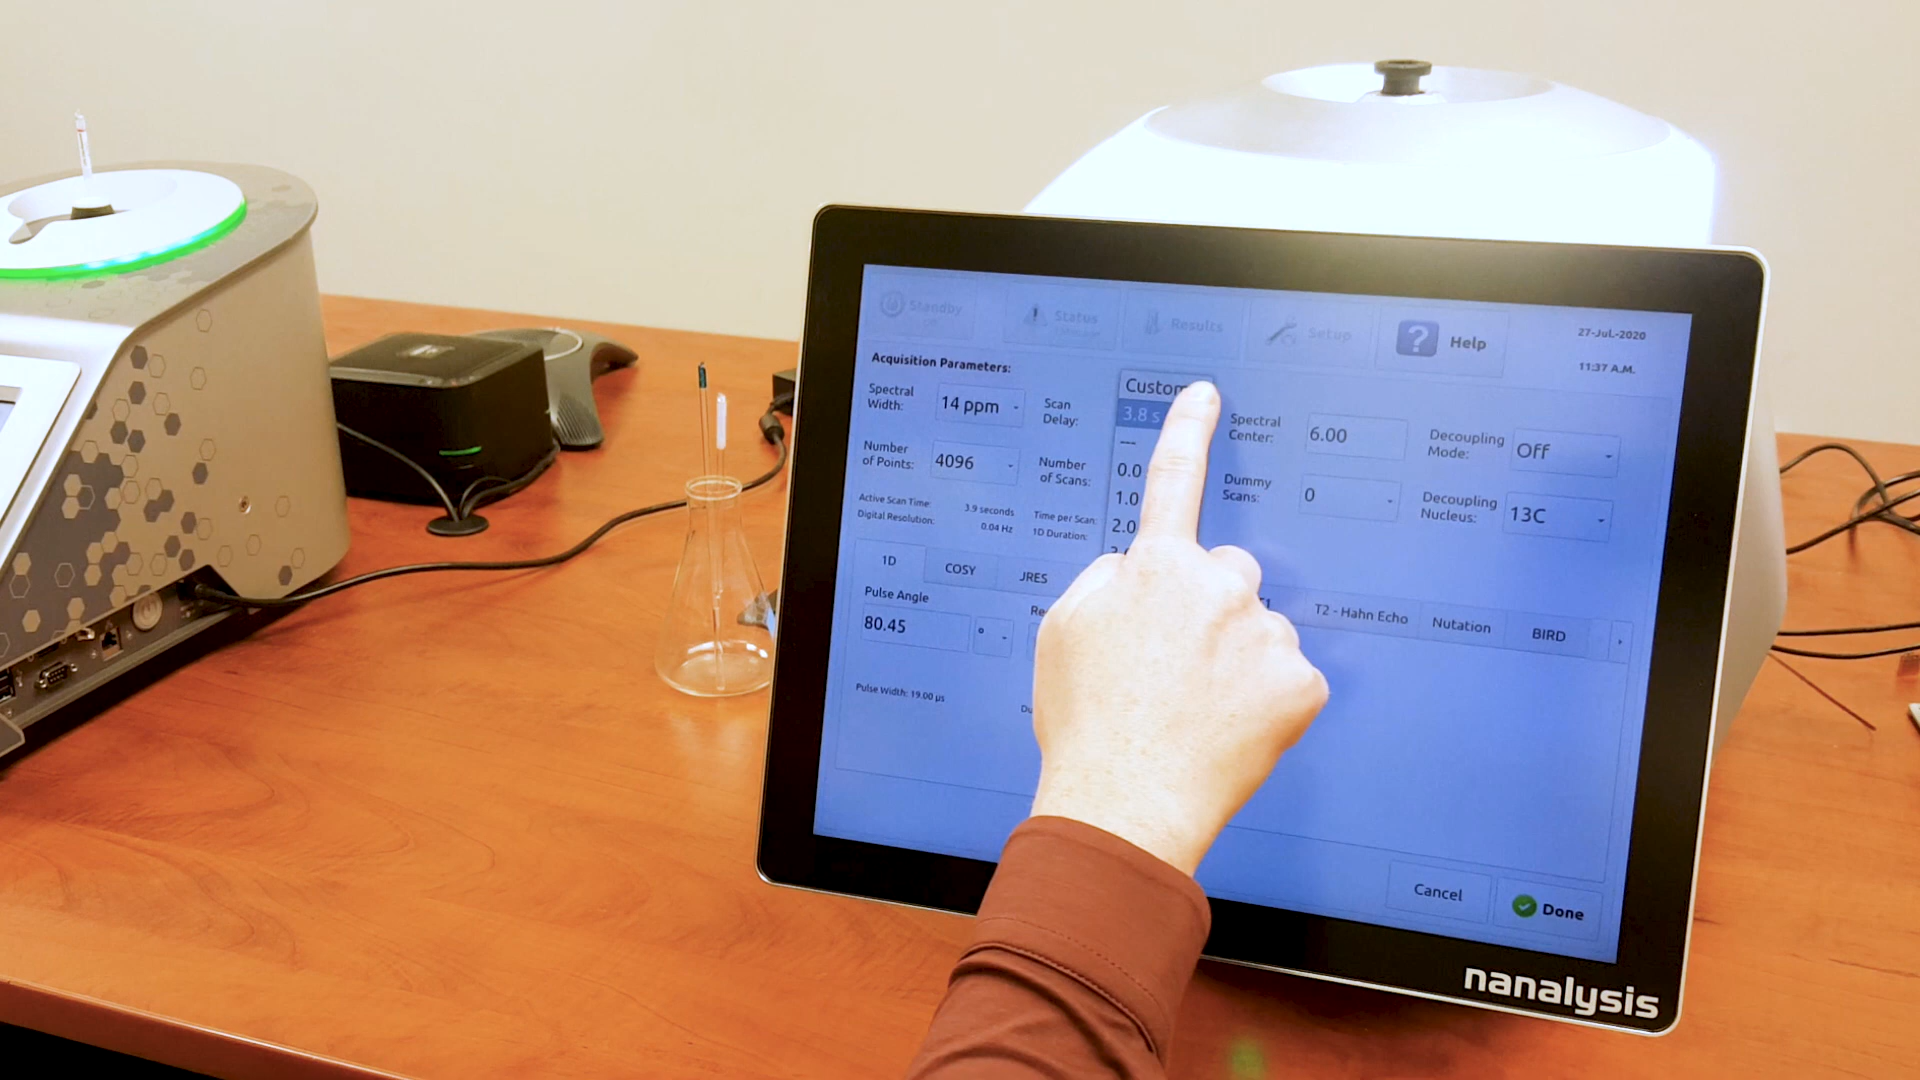 Standby
Status
Results
Setup
Help
27-Jul.-2020
11:37 A.M.
Acquisition Parameters:
Spectral Width:
14 ppm
Scan Delay:
Custom
3.8 s
---
0.0
1.0
2.0
Spectral Center:
6.00
Decoupling Mode:
Off
Number of Points:
4096
Number of Scans:
Dummy Scans:
0
Decoupling Nucleus:
13C
Active Scan Time:
3.9 seconds
Time per Scan:
Digital Resolution:
0.04 Hz
1D Duration:
1D
COSY
JRES
T2 - Hahn Echo
Nutation
BIRD
Pulse Angle
80.45
°
Pulse Width: 19.00 µs
Cancel
Done
nanalysis